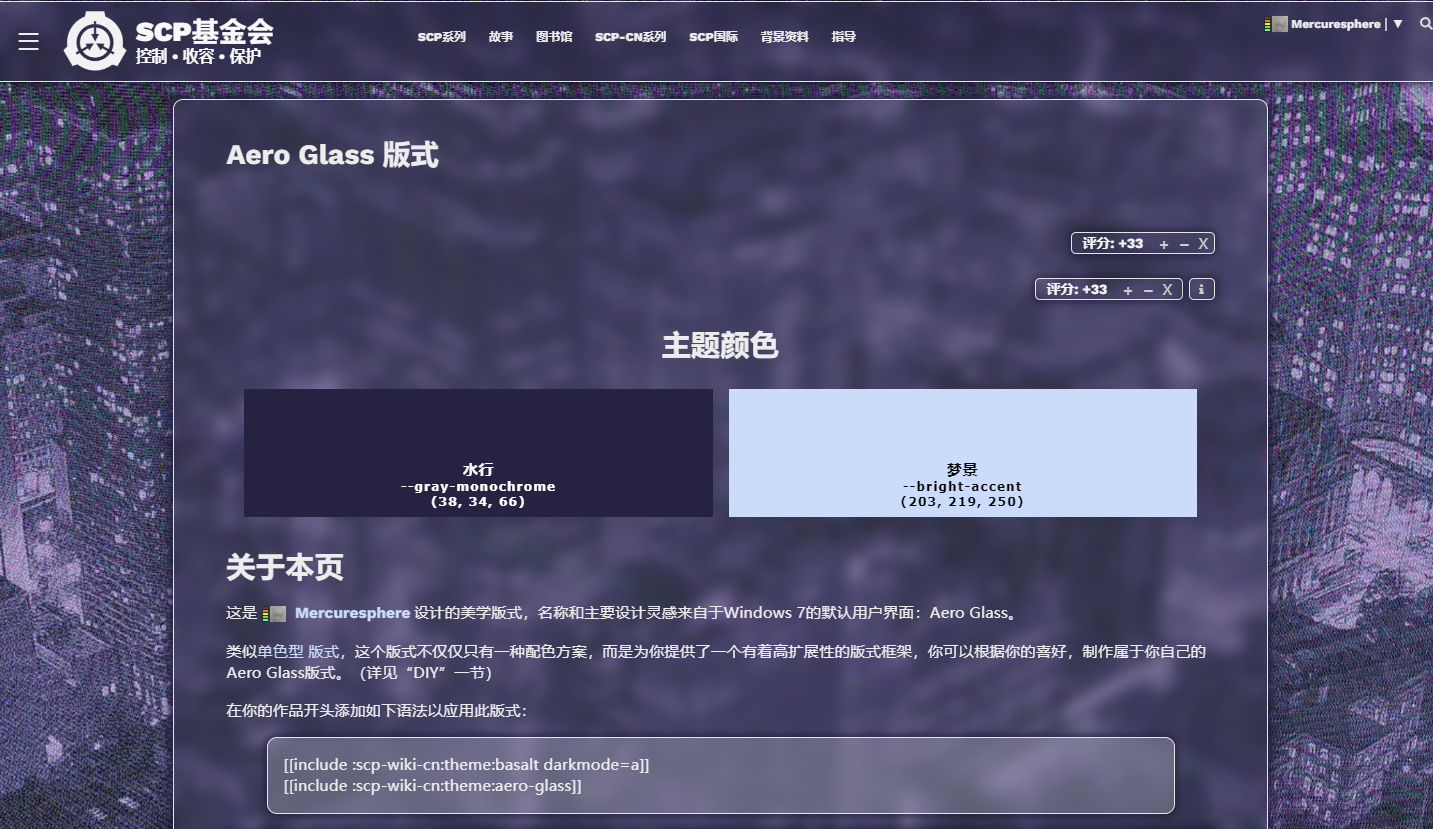 SCP基金会
控制 • 收容 • 保护
SCP系列 故事 图书馆 SCP-CN系列 SCP国际 背景资料 指导
Mercuresphere | ▼
Aero Glass 版式
评分: +33 + − X
评分: +33 + − X i
主题颜色
水行
--gray-monochrome
(38, 34, 66)
梦景
--bright-accent
(203, 219, 250)
关于本页
这是 Mercuresphere 设计的美学版式，名称和主要设计灵感来自于Windows 7的默认用户界面：Aero Glass。
类似单色型 版式，这个版式不仅仅只有一种配色方案，而是为你提供了一个有着高扩展性的版式框架，你可以根据你的喜好，制作属于你自己的
Aero Glass版式。（详见“DIY”一节）
在你的作品开头添加如下语法以应用此版式：
[[include :scp-wiki-cn:theme:basalt darkmode=a]]
[[include :scp-wiki-cn:theme:aero-glass]]